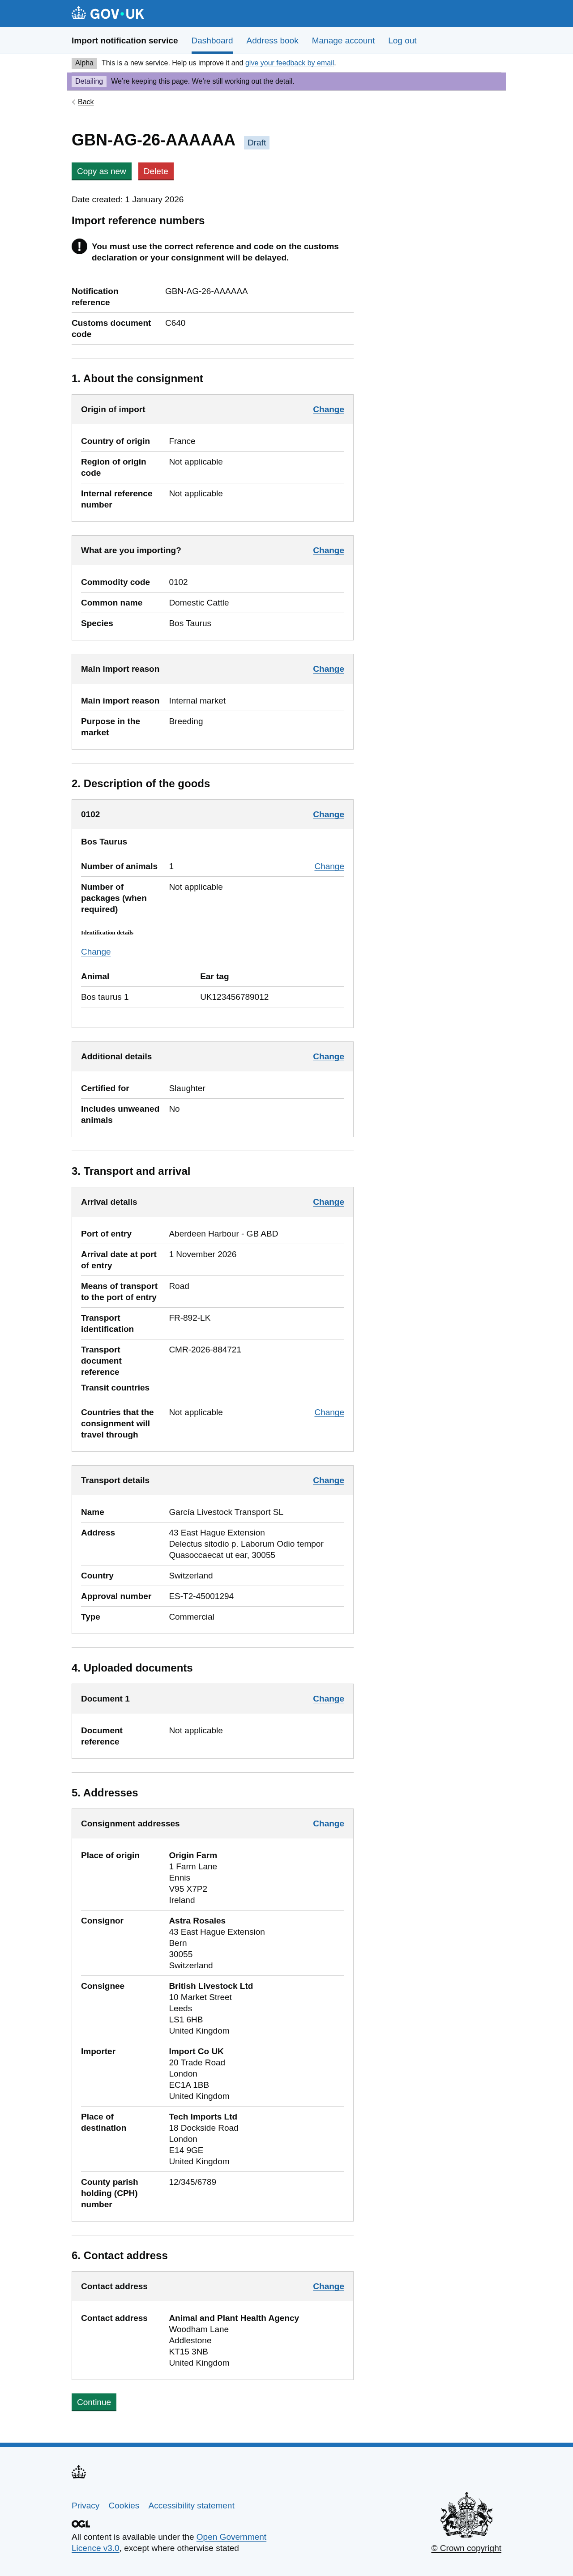 GOV·UK
Import notification service Dashboard Address book Manage account Log out
Alpha This is a new service. Help us improve it and give your feedback by email.
Detailing We're keeping this page. We're still working out the detail.
Back
GBN-AG-26-AAAAAA Draft
Copy as new Delete
Date created: 1 January 2026
Import reference numbers
! You must use the correct reference and code on the customs
declaration or your consignment will be delayed.
Notification GBN-AG-26-AAAAAA
reference
Customs document C640
code
1. About the consignment
Origin of import Change
Country of origin France
Region of origin Not applicable
code
Internal reference Not applicable
number
What are you importing? Change
Commodity code 0102
Common name Domestic Cattle
Species Bos Taurus
Main import reason Change
Main import reason Internal market
Purpose in the Breeding
market
2. Description of the goods
0102 Change
Bos Taurus
Number of animals 1 Change
Number of Not applicable
packages (when
required)
Identification details
Change
Animal Ear tag
Bos taurus 1 UK123456789012
Additional details Change
Certified for Slaughter
Includes unweaned No
animals
3. Transport and arrival
Arrival details Change
Port of entry Aberdeen Harbour - GB ABD
Arrival date at port 1 November 2026
of entry
Means of transport Road
to the port of entry
Transport FR-892-LK
identification
Transport CMR-2026-884721
document
reference
Transit countries
Countries that the Not applicable Change
consignment will
travel through
Transport details Change
Name García Livestock Transport SL
Address 43 East Hague Extension
Delectus sitodio p. Laborum Odio tempor
Quasoccaecat ut ear, 30055
Country Switzerland
Approval number ES-T2-45001294
Type Commercial
4. Uploaded documents
Document 1 Change
Document Not applicable
reference
5. Addresses
Consignment addresses Change
Place of origin Origin Farm
1 Farm Lane
Ennis
V95 X7P2
Ireland
Consignor Astra Rosales
43 East Hague Extension
Bern
30055
Switzerland
Consignee British Livestock Ltd
10 Market Street
Leeds
LS1 6HB
United Kingdom
Importer Import Co UK
20 Trade Road
London
EC1A 1BB
United Kingdom
Place of Tech Imports Ltd
destination 18 Dockside Road
London
E14 9GE
United Kingdom
County parish 12/345/6789
holding (CPH)
number
6. Contact address
Contact address Change
Contact address Animal and Plant Health Agency
Woodham Lane
Addlestone
KT15 3NB
United Kingdom
Continue
Privacy Cookies Accessibility statement
OGL
All content is available under the Open Government
Licence v3.0, except where otherwise stated
© Crown copyright